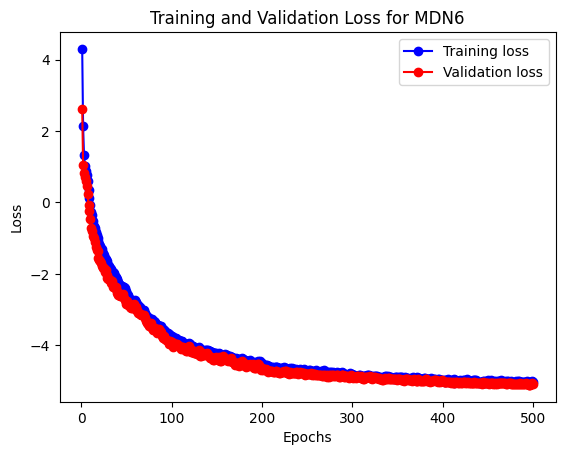 Training and Validation Loss for MDN6
Training loss
Validation loss
4
2
0
−2
−4
Loss
0
100
200
300
400
500
Epochs